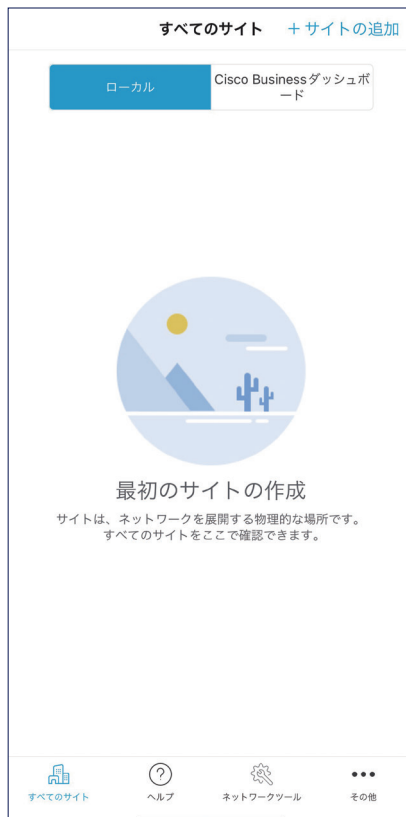 すべてのサイト ＋サイトの追加
ローカル
Cisco Businessダッシュボ
ード
最初のサイトの作成
サイトは、ネットワークを展開する物理的な場所です。
すべてのサイトをここで確認できます。
すべてのサイト ヘルプ ネットワークツール その他